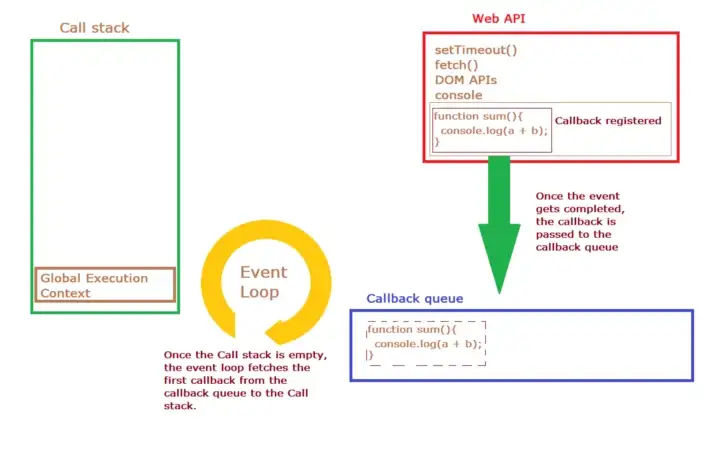 Call stack
Global Execution
Context
Event
Loop
Once the Call stack is empty,
the event loop fetches the
first callback from the
callback queue to the Call
stack.
Web API
setTimeout()
fetch()
DOM APIs
console
function sum(){
console.log(a + b);
}
Callback registered
Once the event
gets completed,
the callback is
passed to the
callback queue
Callback queue
function sum(){
console.log(a + b);
}